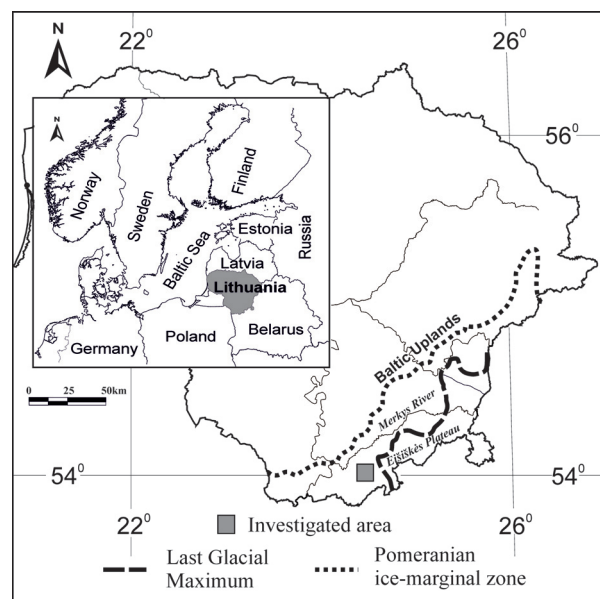 N
22⁰
26⁰
56⁰
N
Norway
Sweden
Finland
Baltic Sea
Estonia
Russia
Latvia
Lithuania
Belarus
Poland
Germany
0 25 50km
Baltic Uplands
Merkys River
Eišiškės Plateau
54⁰
54⁰
22⁰
26⁰
Investigated area
Last Glacial
Maximum
Pomeranian
ice-marginal zone